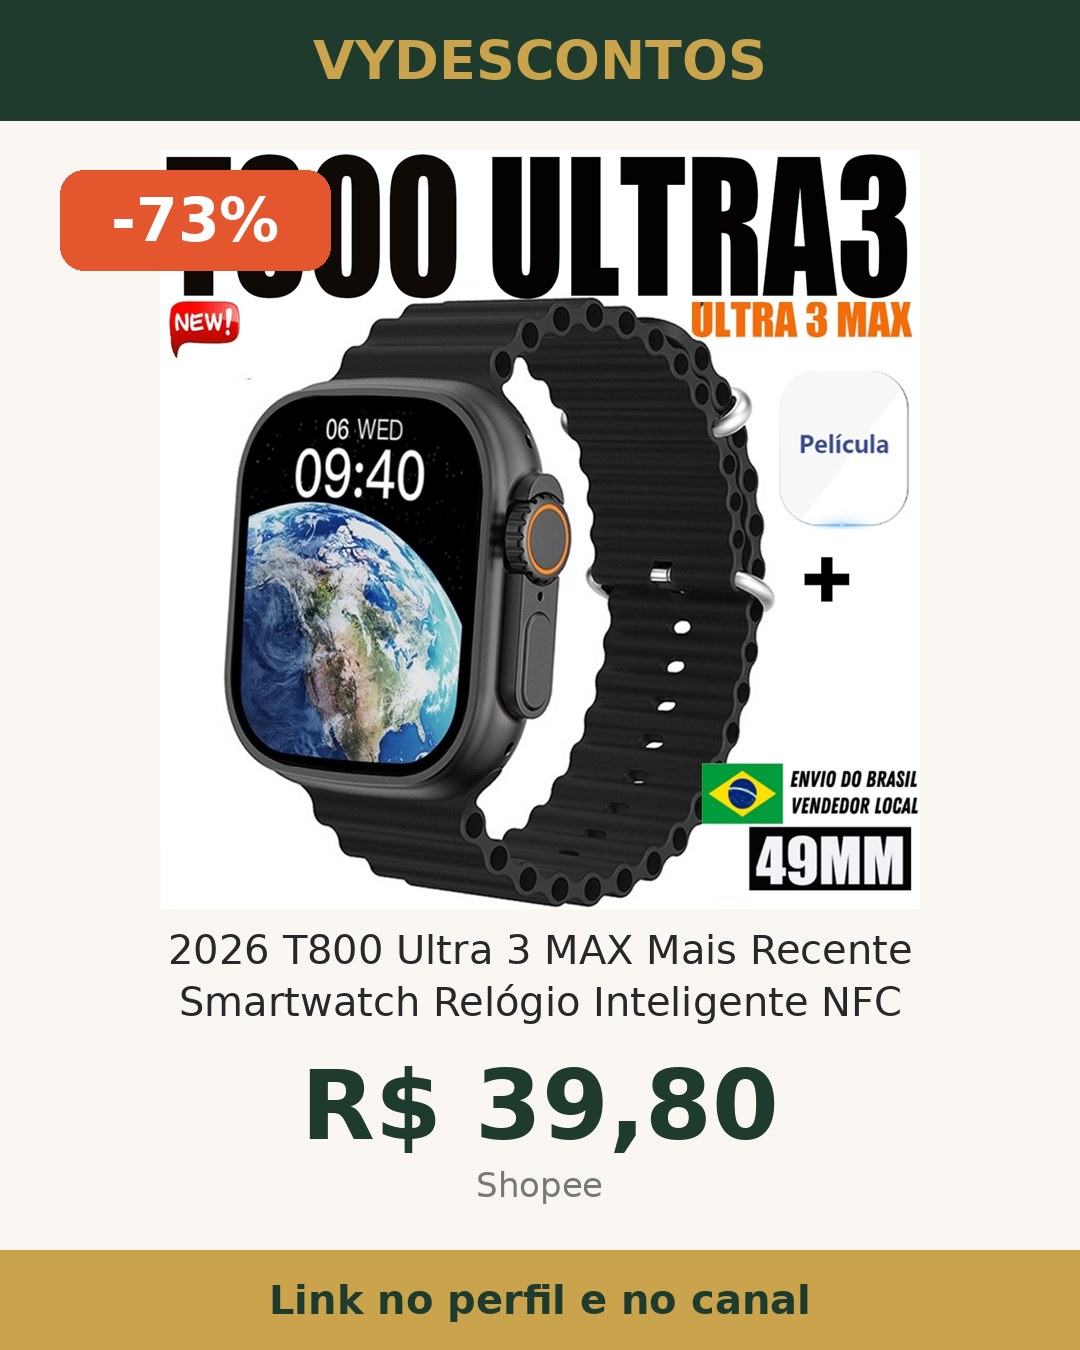 VYDESCONTOS
-73%
00 ULTRA3
ULTRA 3 MAX
NEW!
06 WED
09:40
Película
+
ENVIO DO BRASIL
VENDEDOR LOCAL
49MM
2026 T800 Ultra 3 MAX Mais Recente
Smartwatch Relógio Inteligente NFC
R$ 39,80
Shopee
Link no perfil e no canal